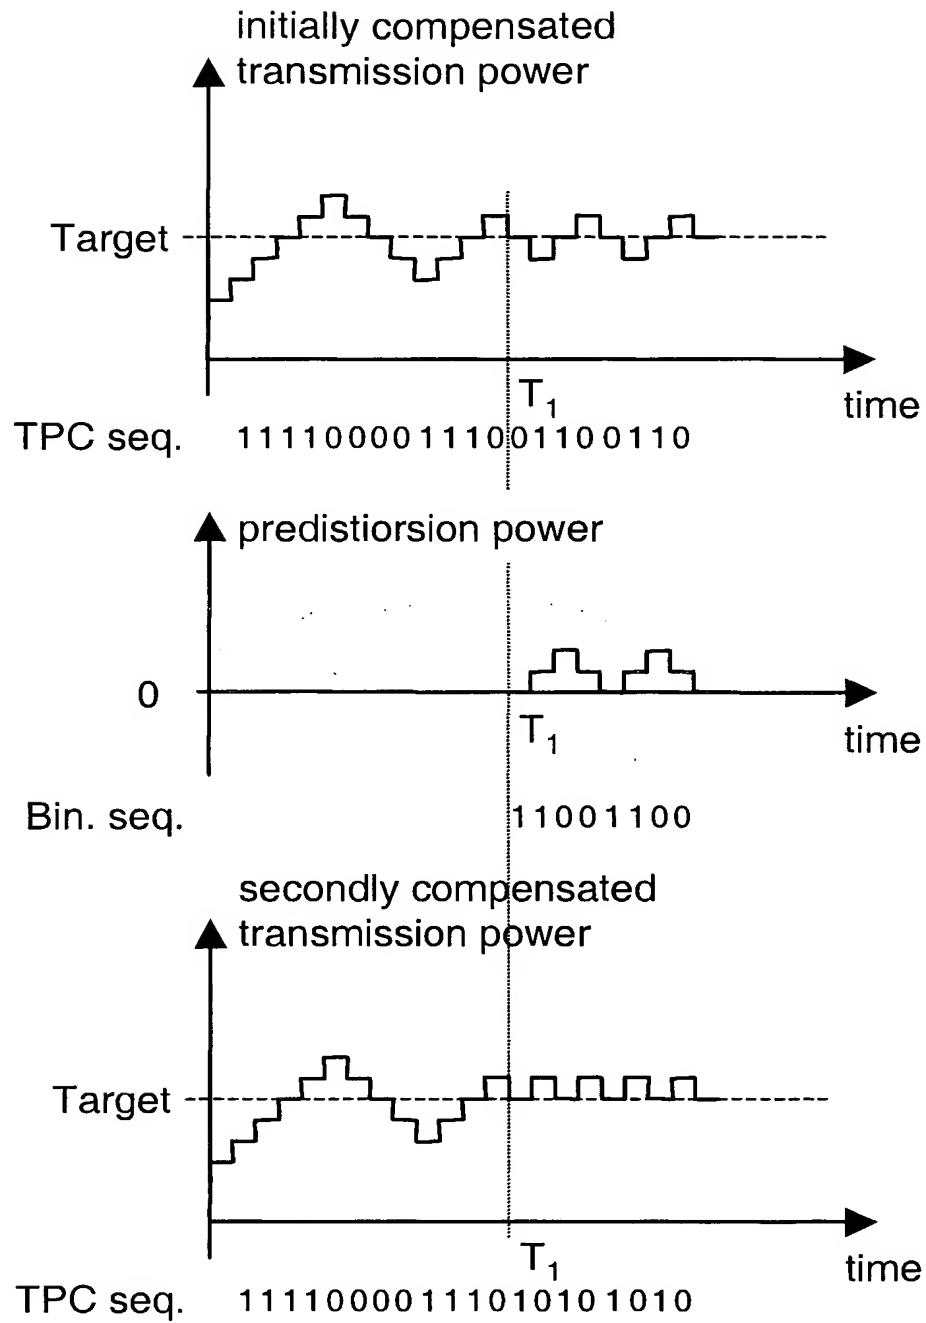 initially compensated
transmission power
Target
T1
time
TPC seq. 11110000111001100110
predistiorsion power
0
T1
time
Bin. seq. 11001100
secondly compensated
transmission power
Target
T1
time
TPC seq. 11110000111010101010